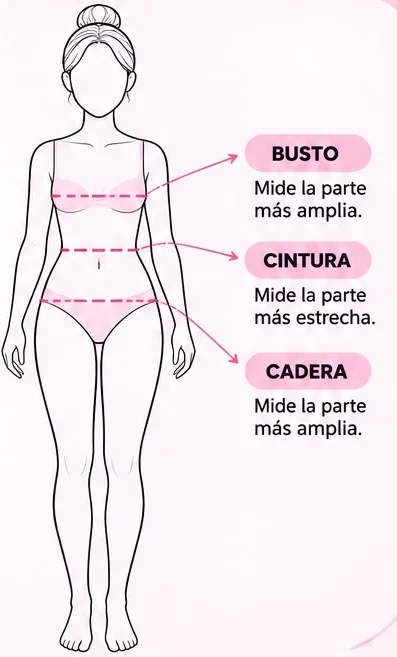 BUSTO
Mide la parte
más amplia.
CINTURA
Mide la parte
más estrecha.
CADERA
Mide la parte
más amplia.